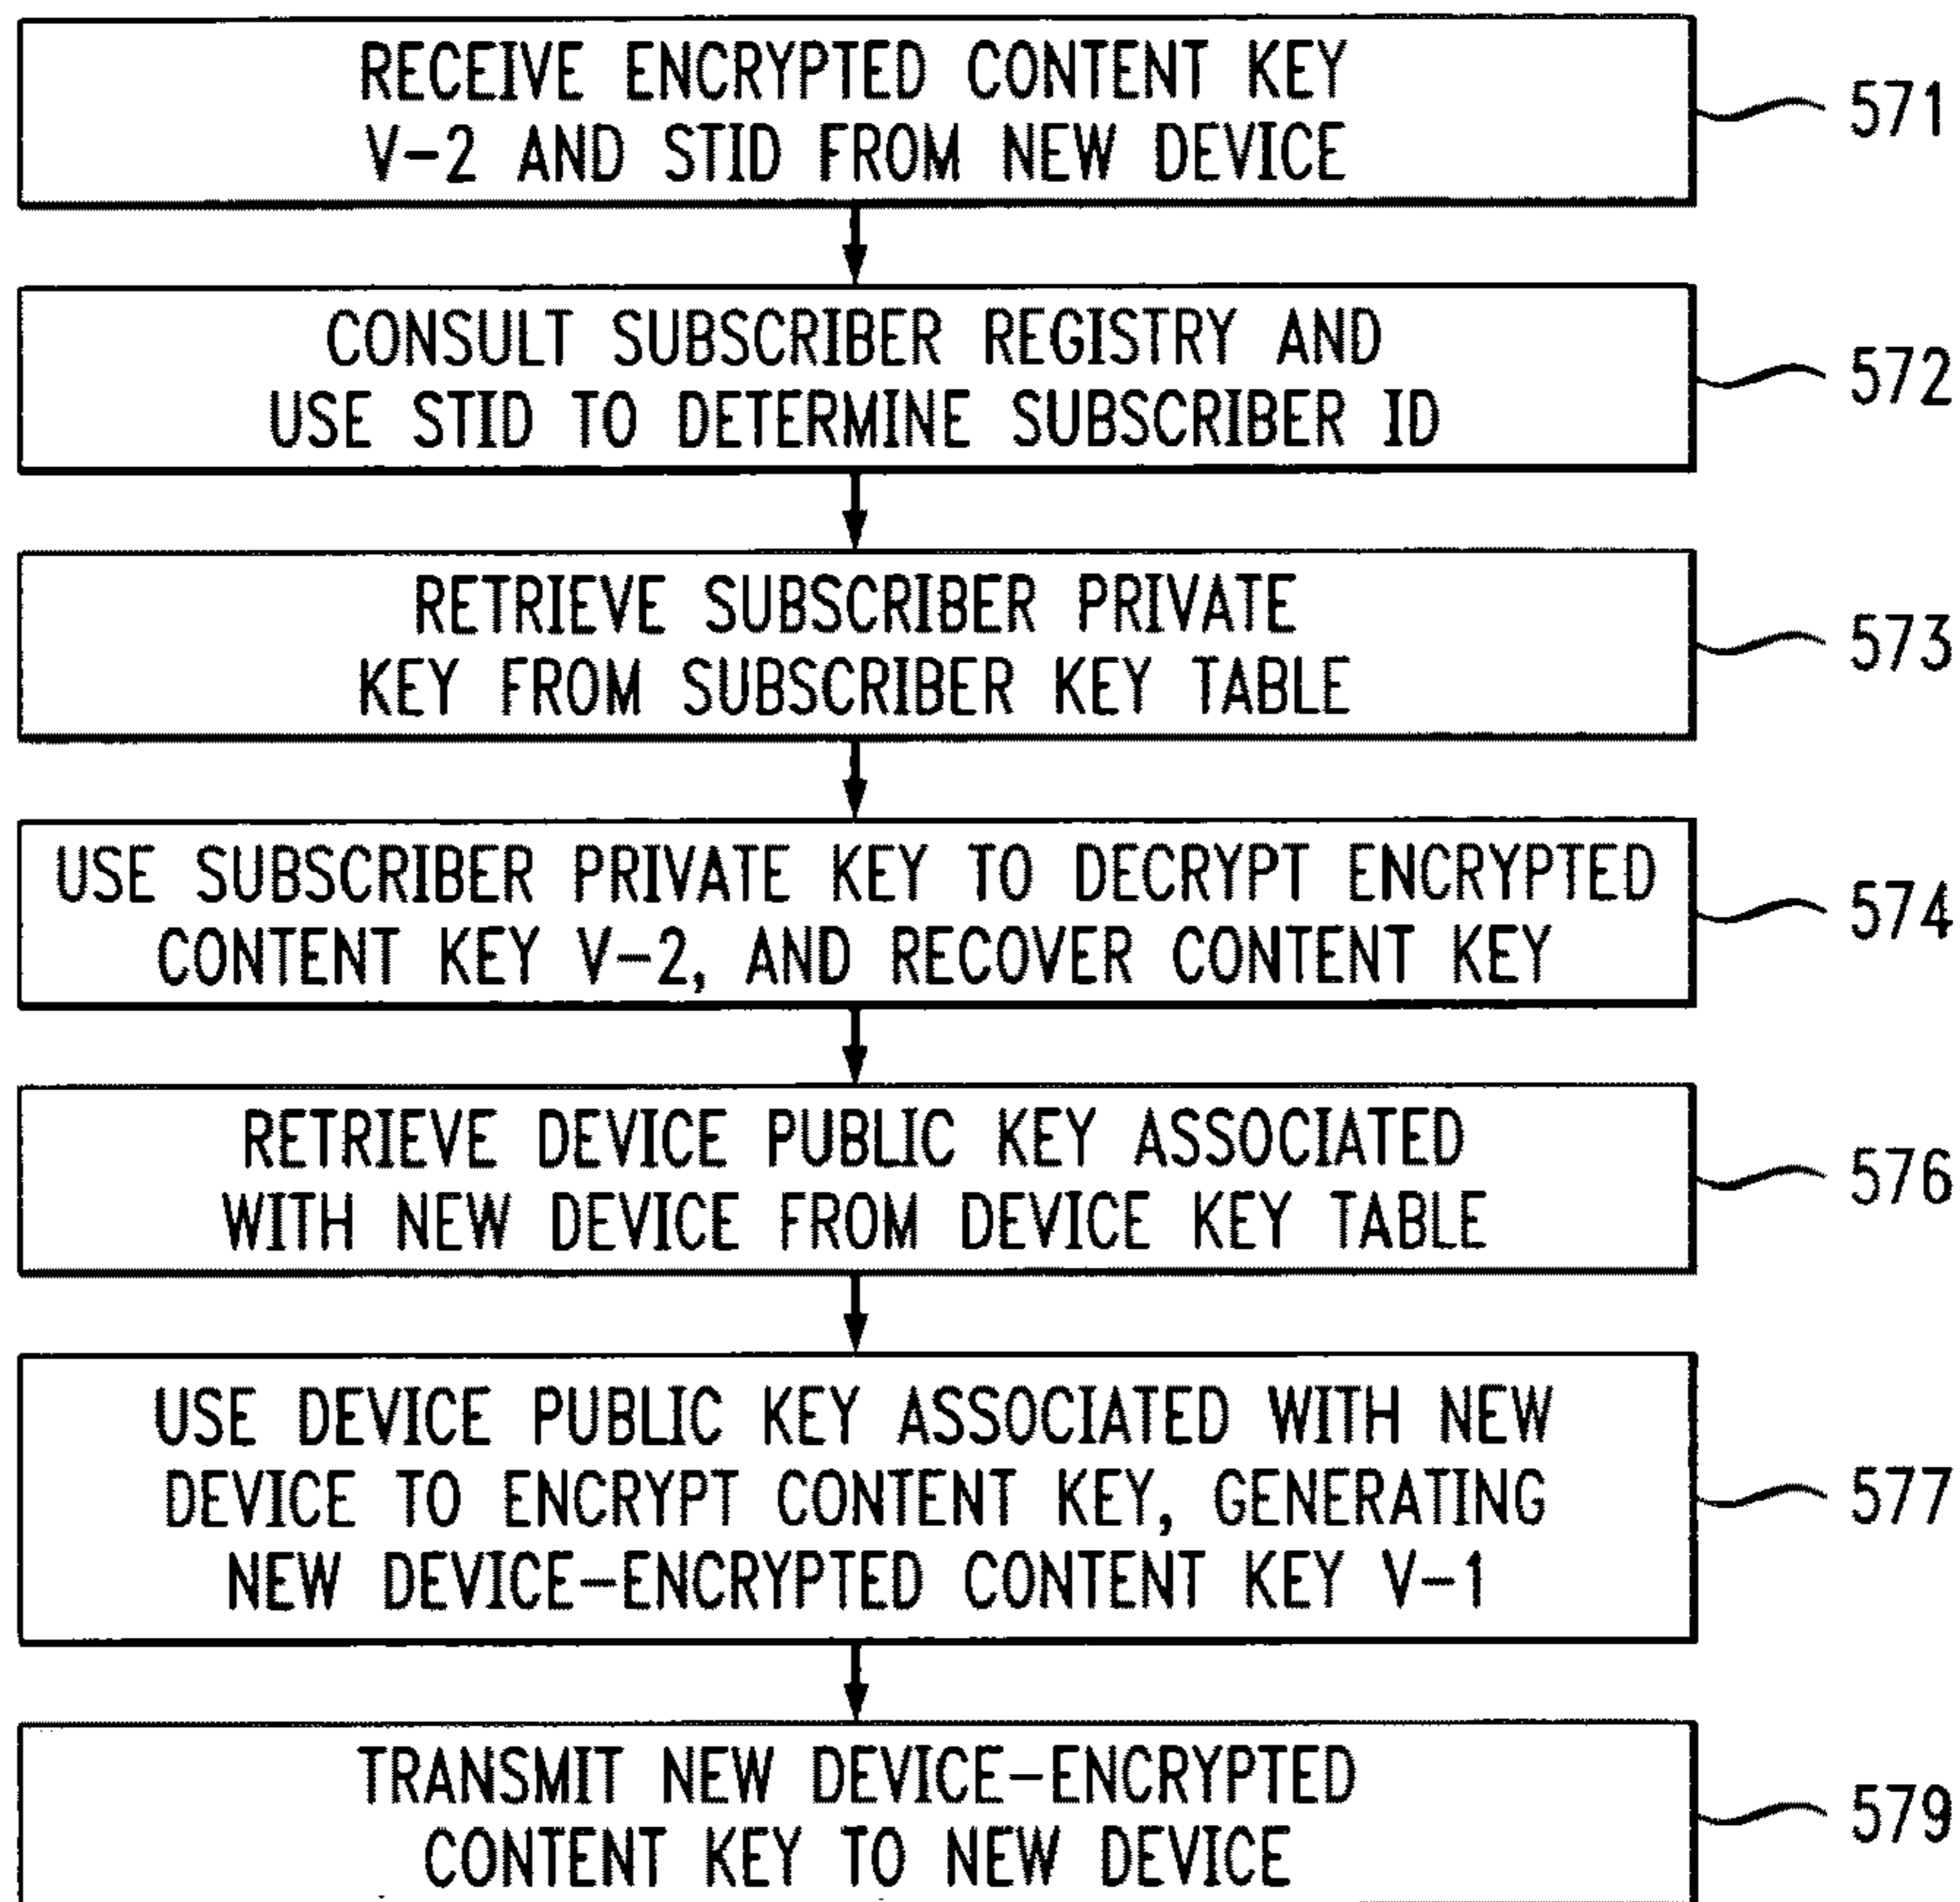 RECEIVE ENCRYPTED CONTENT KEY
V-2 AND STID FROM NEW DEVICE
571
CONSULT SUBSCRIBER REGISTRY AND
USE STID TO DETERMINE SUBSCRIBER ID
572
RETRIEVE SUBSCRIBER PRIVATE
KEY FROM SUBSCRIBER KEY TABLE
573
USE SUBSCRIBER PRIVATE KEY TO DECRYPT ENCRYPTED
CONTENT KEY V-2, AND RECOVER CONTENT KEY
574
RETRIEVE DEVICE PUBLIC KEY ASSOCIATED
WITH NEW DEVICE FROM DEVICE KEY TABLE
576
USE DEVICE PUBLIC KEY ASSOCIATED WITH NEW
DEVICE TO ENCRYPT CONTENT KEY, GENERATING
NEW DEVICE-ENCRYPTED CONTENT KEY V-1
577
TRANSMIT NEW DEVICE-ENCRYPTED
CONTENT KEY TO NEW DEVICE
579